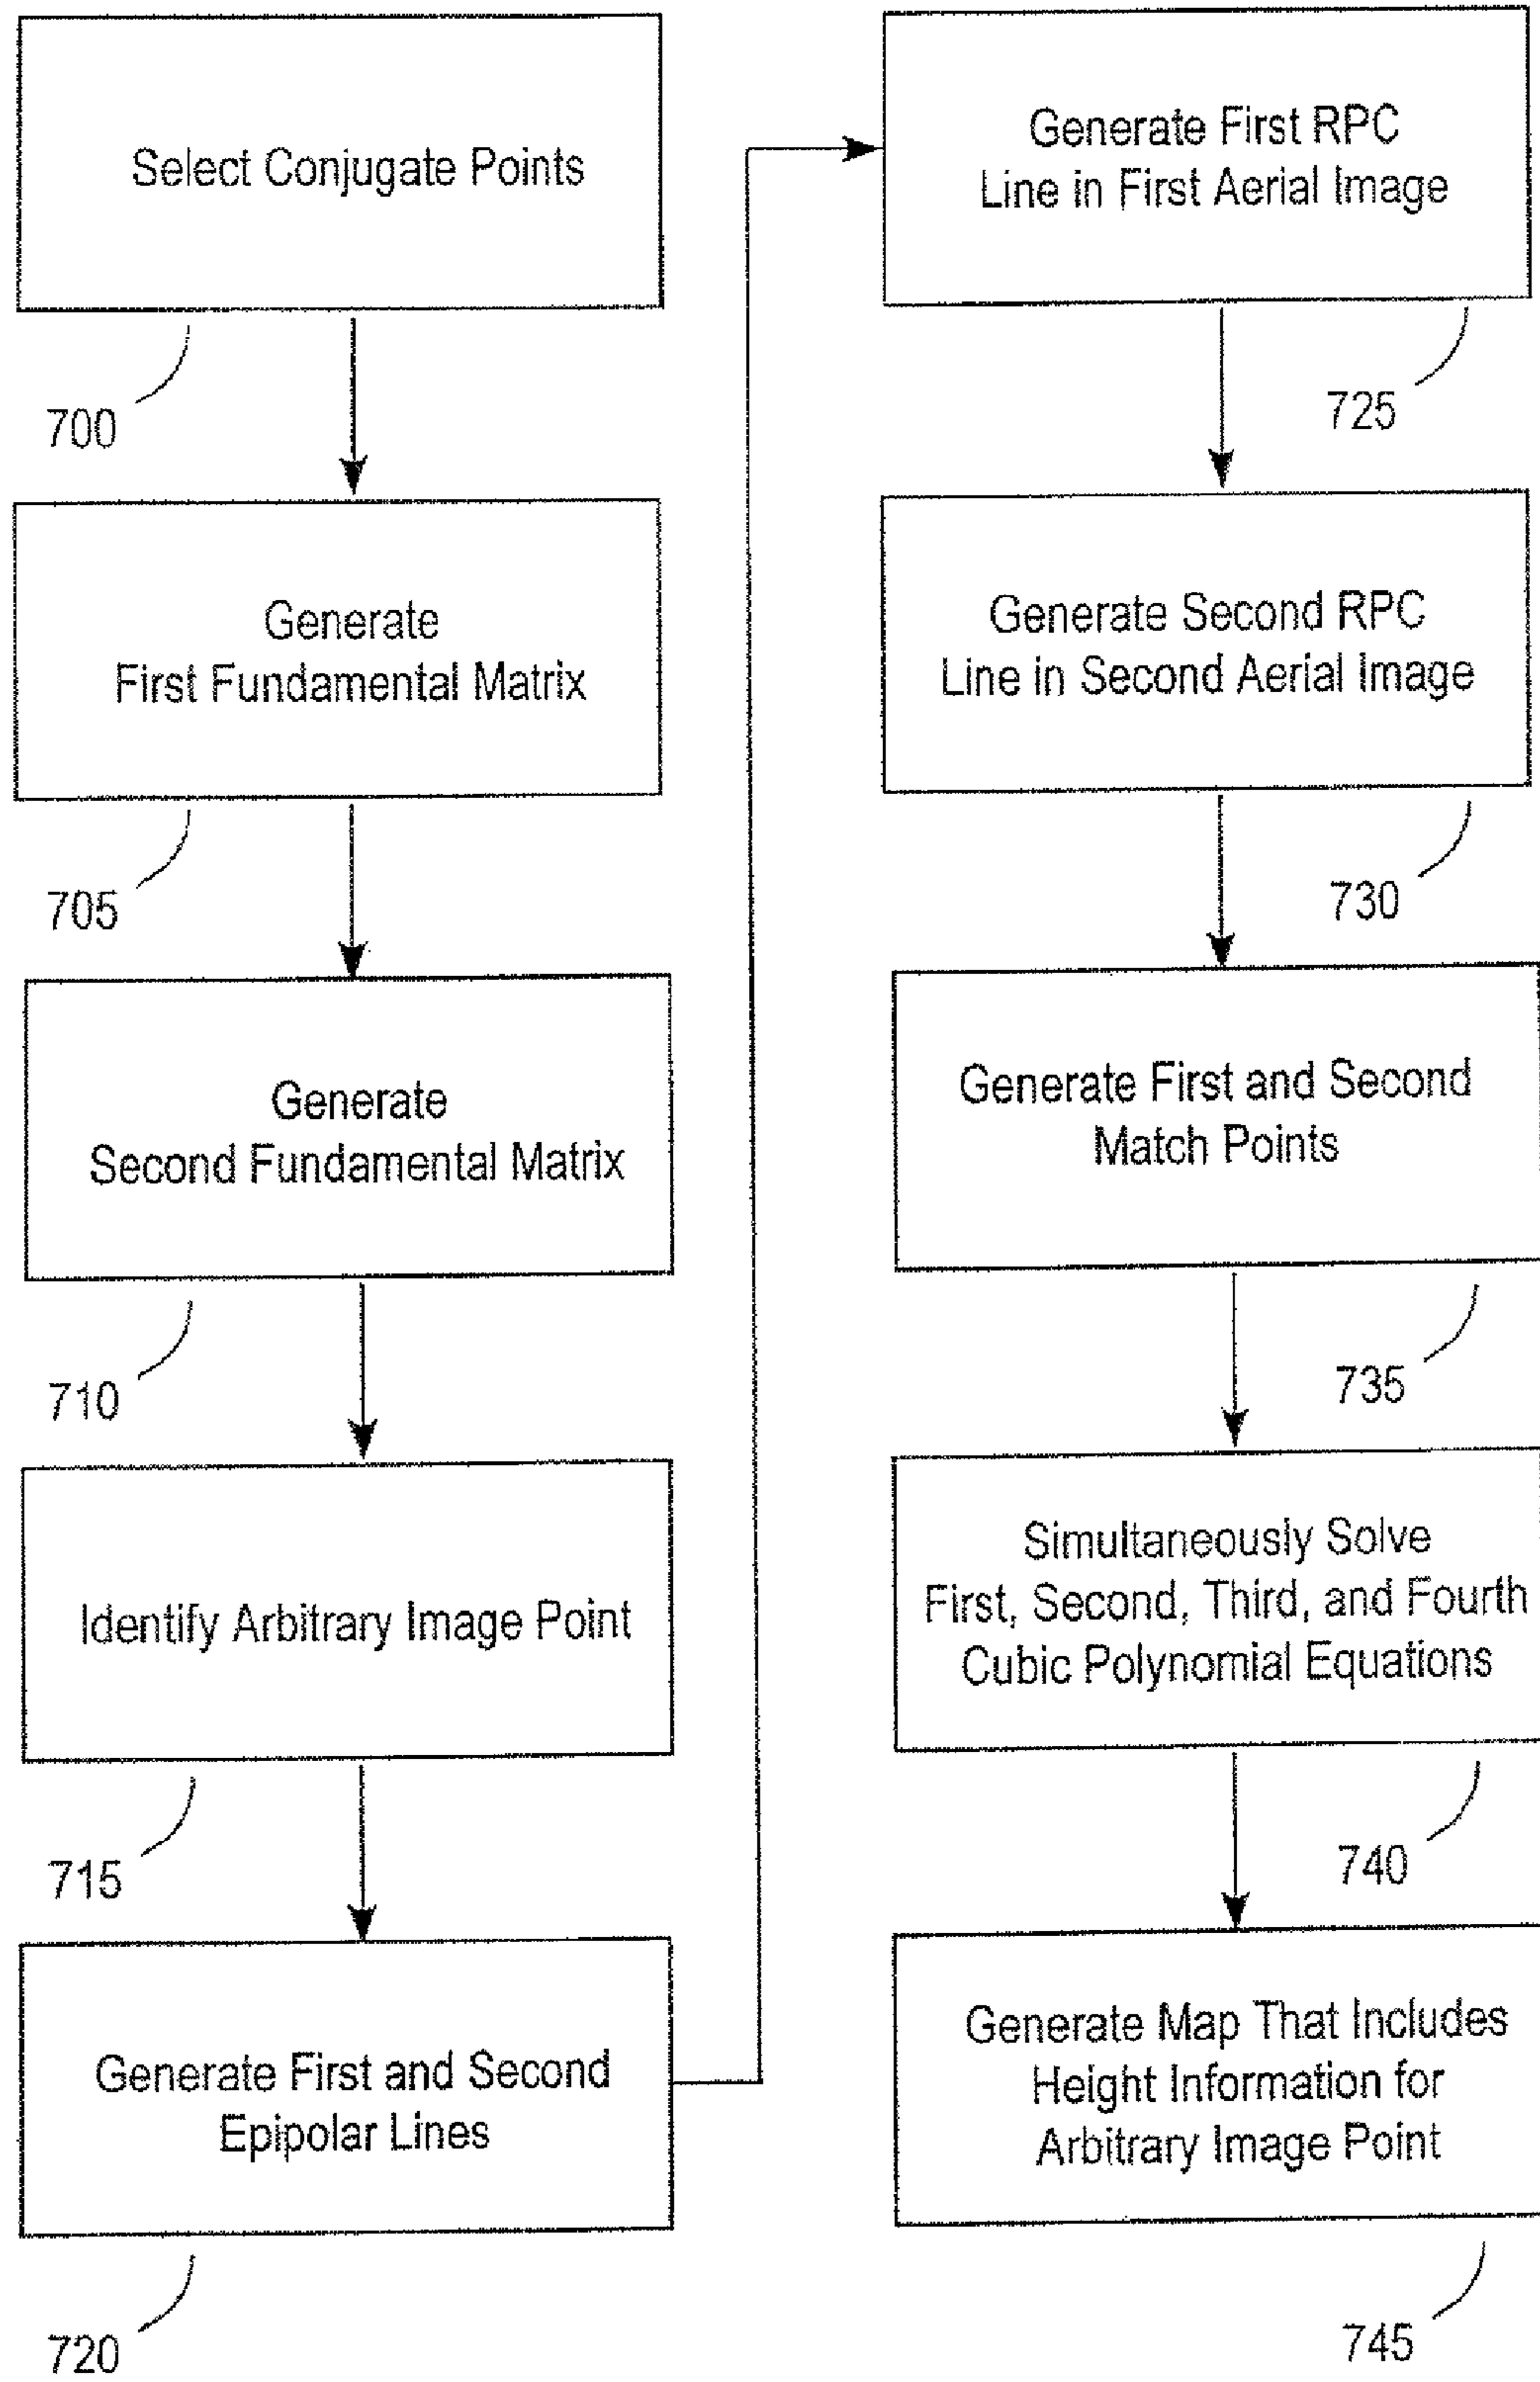 Select Conjugate Points
700
Generate
First Fundamental Matrix
705
Generate
Second Fundamental Matrix
710
Identify Arbitrary Image Point
715
Generate First and Second
Epipolar Lines
720
Generate First RPC
Line in First Aerial Image
725
Generate Second RPC
Line in Second Aerial Image
730
Generate First and Second
Match Points
735
Simultaneously Solve
First, Second, Third, and Fourth
Cubic Polynomial Equations
740
Generate Map That Includes
Height Information for
Arbitrary Image Point
745